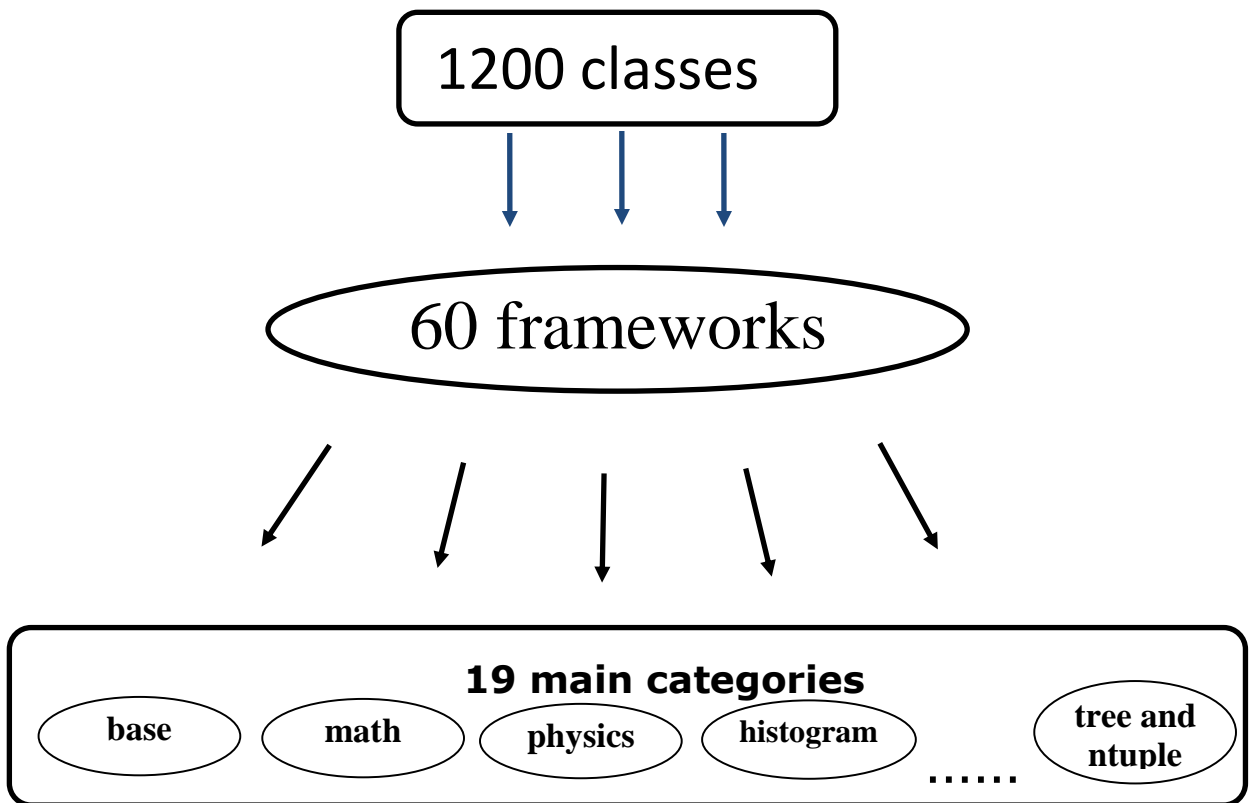 1200 classes
60 frameworks
19 main categories
base
math
physics
histogram
......
tree and
ntuple